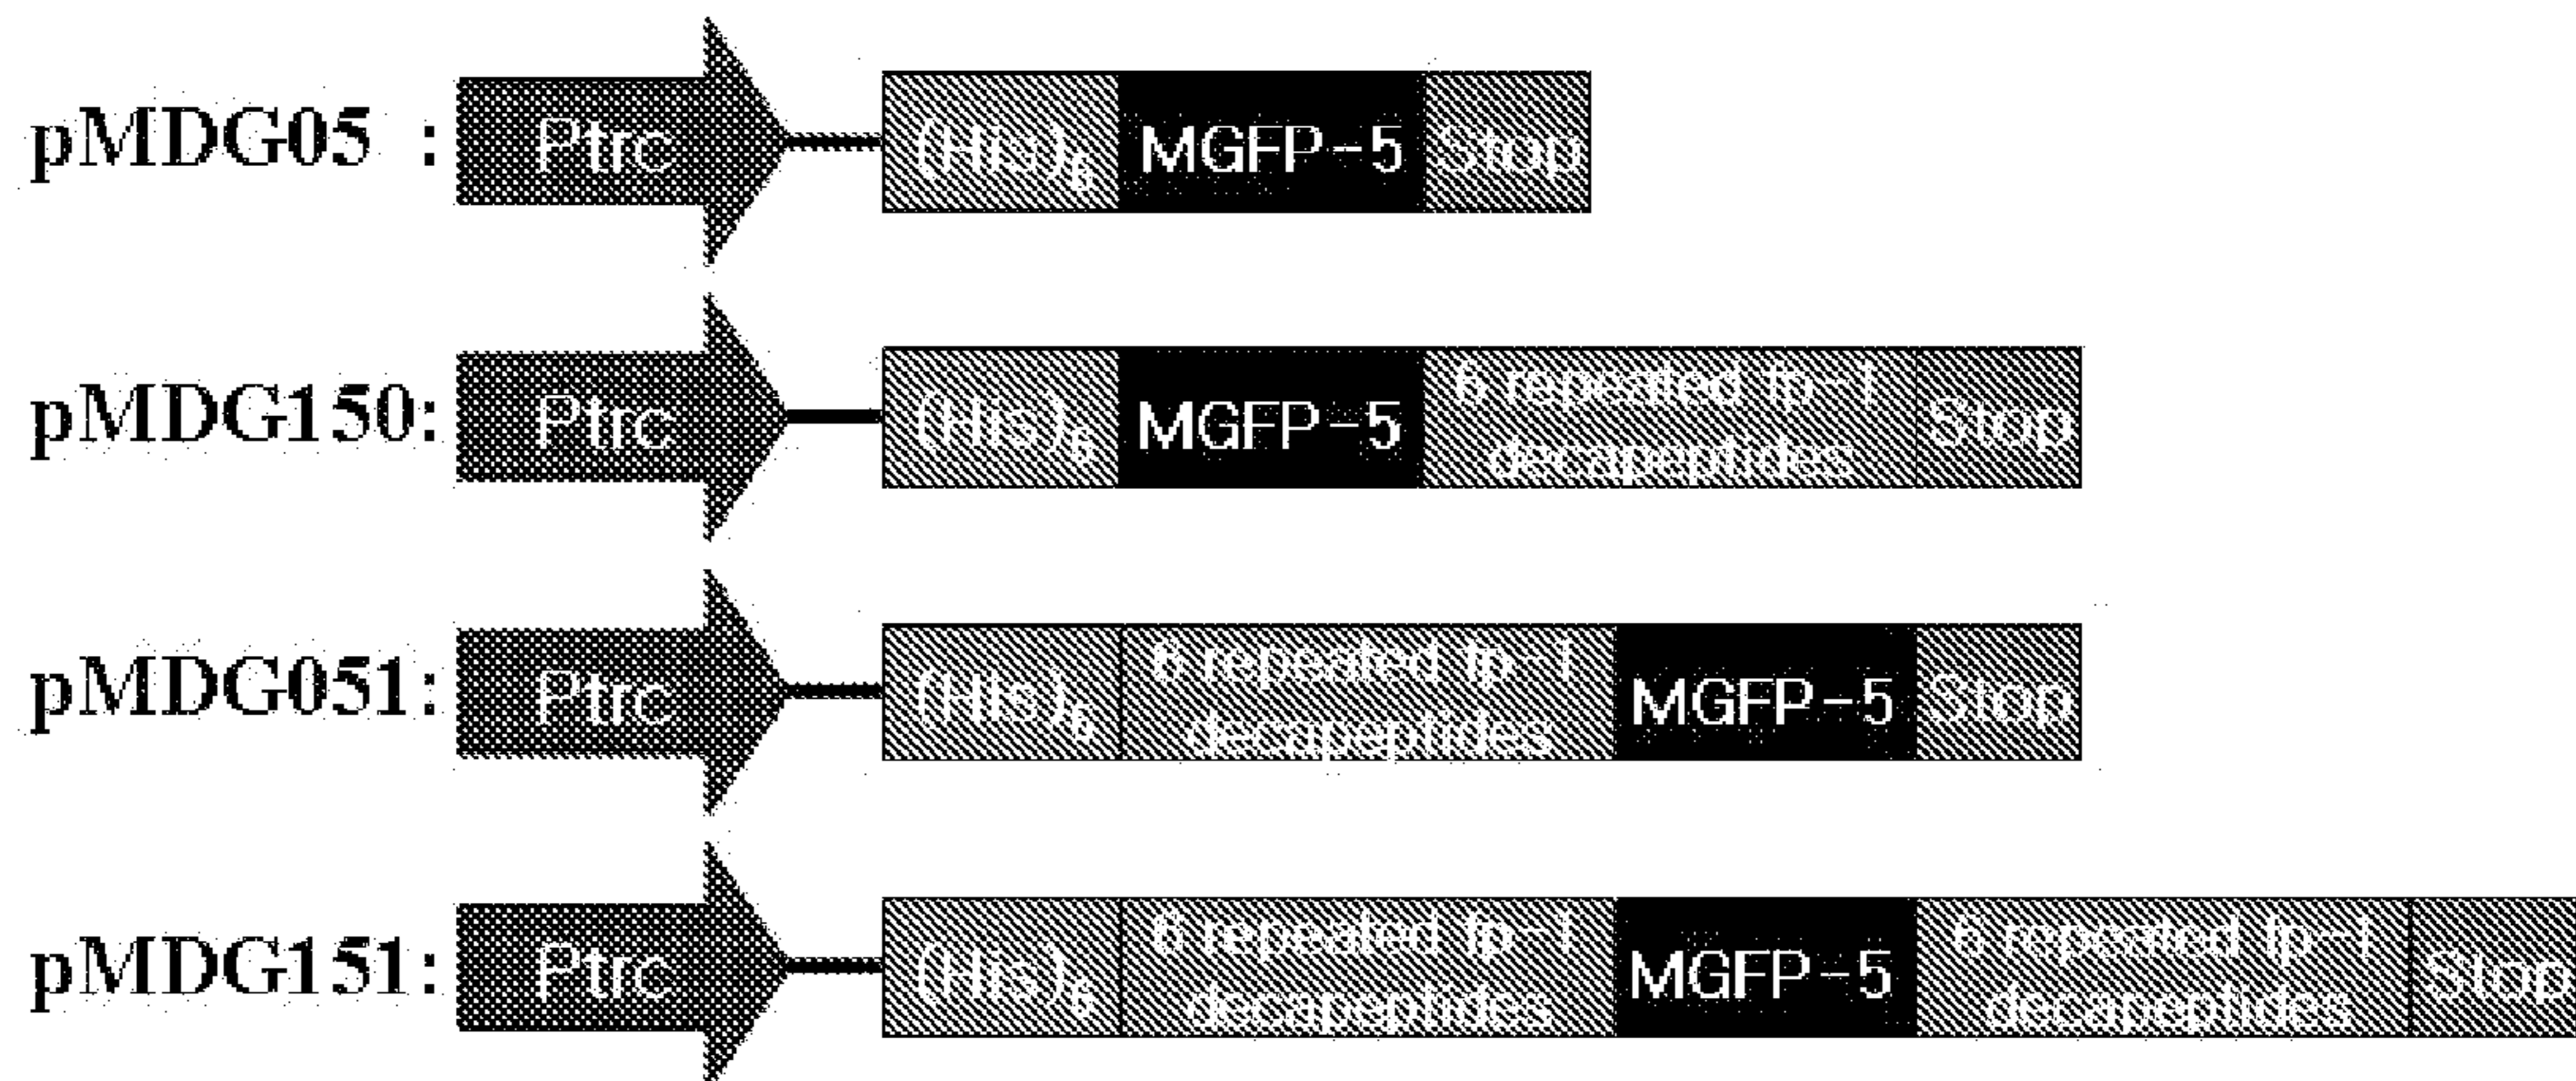 pMDG05 : Ptrc (His)6 MGFP-5 Stop
pMDG150: Ptrc (His)6 MGFP-5 6 repeated fp-1 decapeptides Stop
pMDG051: Ptrc (His)6 6 repeated fp-1 decapeptides MGFP-5 Stop
pMDG151: Ptrc (His)6 6 repeated fp-1 decapeptides MGFP-5 6 repeated fp-1 decapeptides Stop